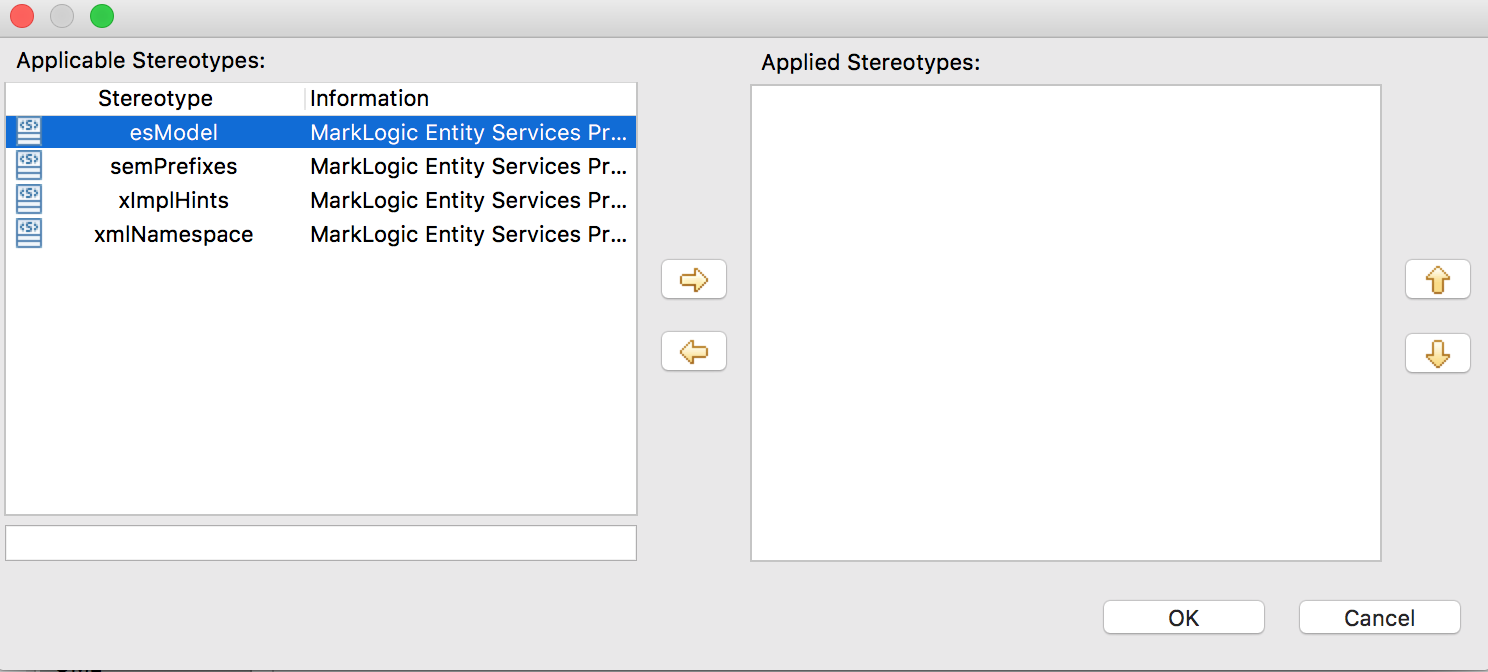 Applicable Stereotypes:
Applied Stereotypes:
Stereotype Information
<S> esModel MarkLogic Entity Services Pr...
<S> semPrefixes MarkLogic Entity Services Pr...
<S> xImplHints MarkLogic Entity Services Pr...
<S> xmlNamespace MarkLogic Entity Services Pr...
OK Cancel